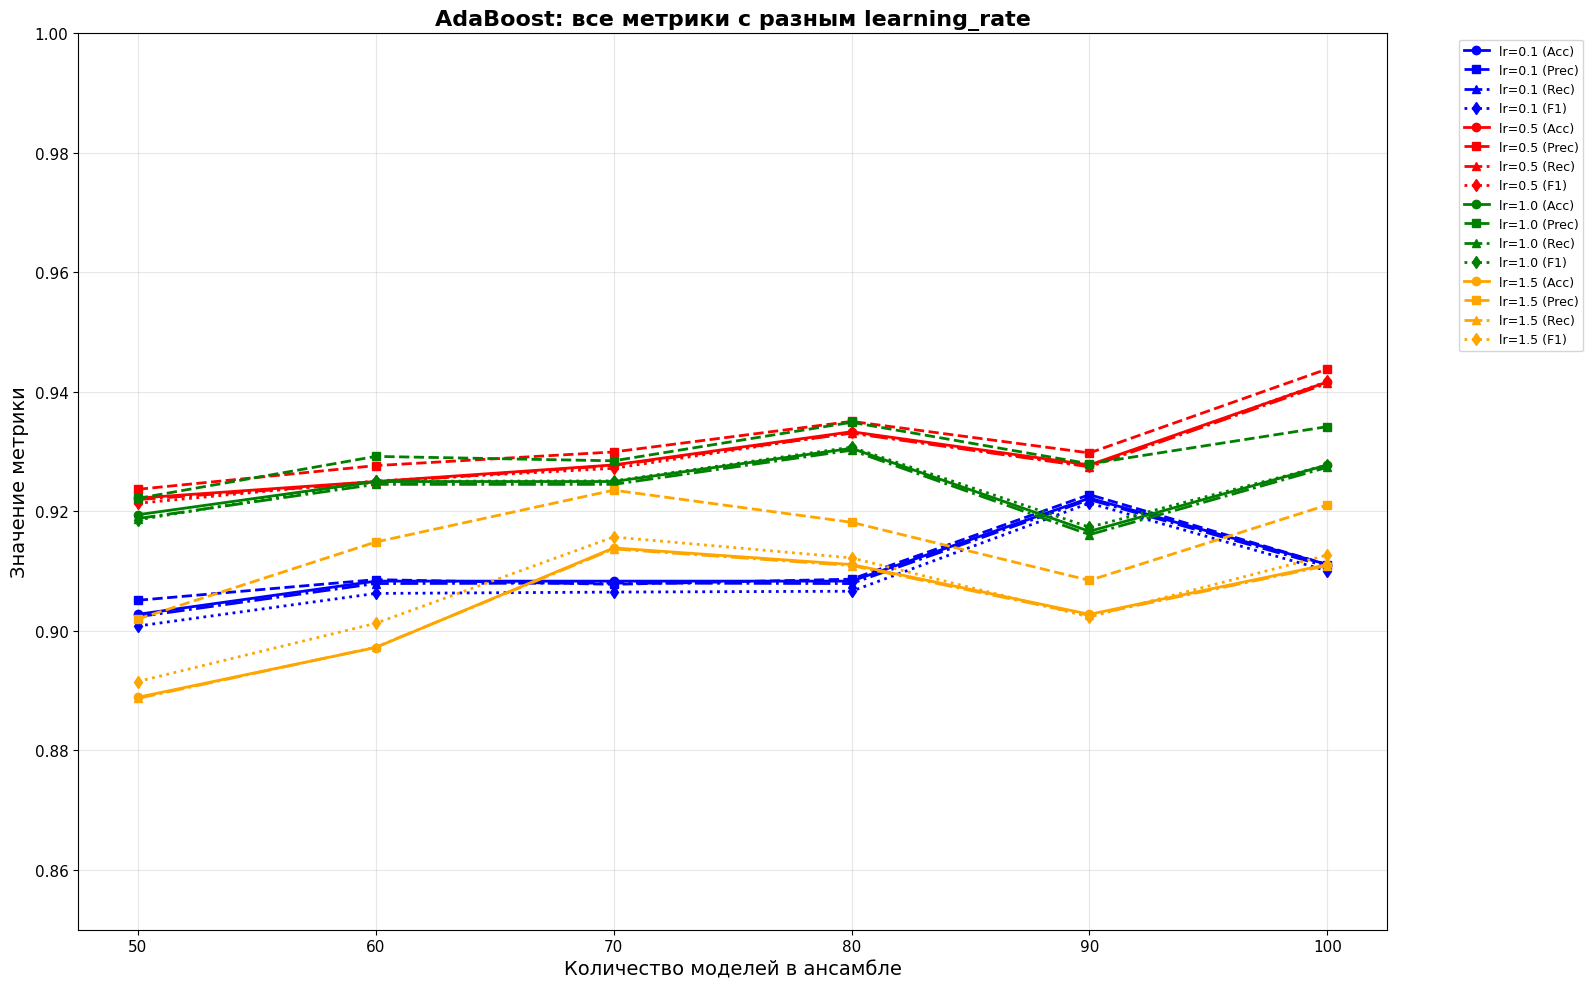 AdaBoost: все метрики с разным learning_rate
1.00
0.98
0.96
0.94
0.92
0.90
0.88
0.86
Значение метрики
50
60
70
80
90
100
Количество моделей в ансамбле
lr=0.1 (Acc)
lr=0.1 (Prec)
lr=0.1 (Rec)
lr=0.1 (F1)
lr=0.5 (Acc)
lr=0.5 (Prec)
lr=0.5 (Rec)
lr=0.5 (F1)
lr=1.0 (Acc)
lr=1.0 (Prec)
lr=1.0 (Rec)
lr=1.0 (F1)
lr=1.5 (Acc)
lr=1.5 (Prec)
lr=1.5 (Rec)
lr=1.5 (F1)